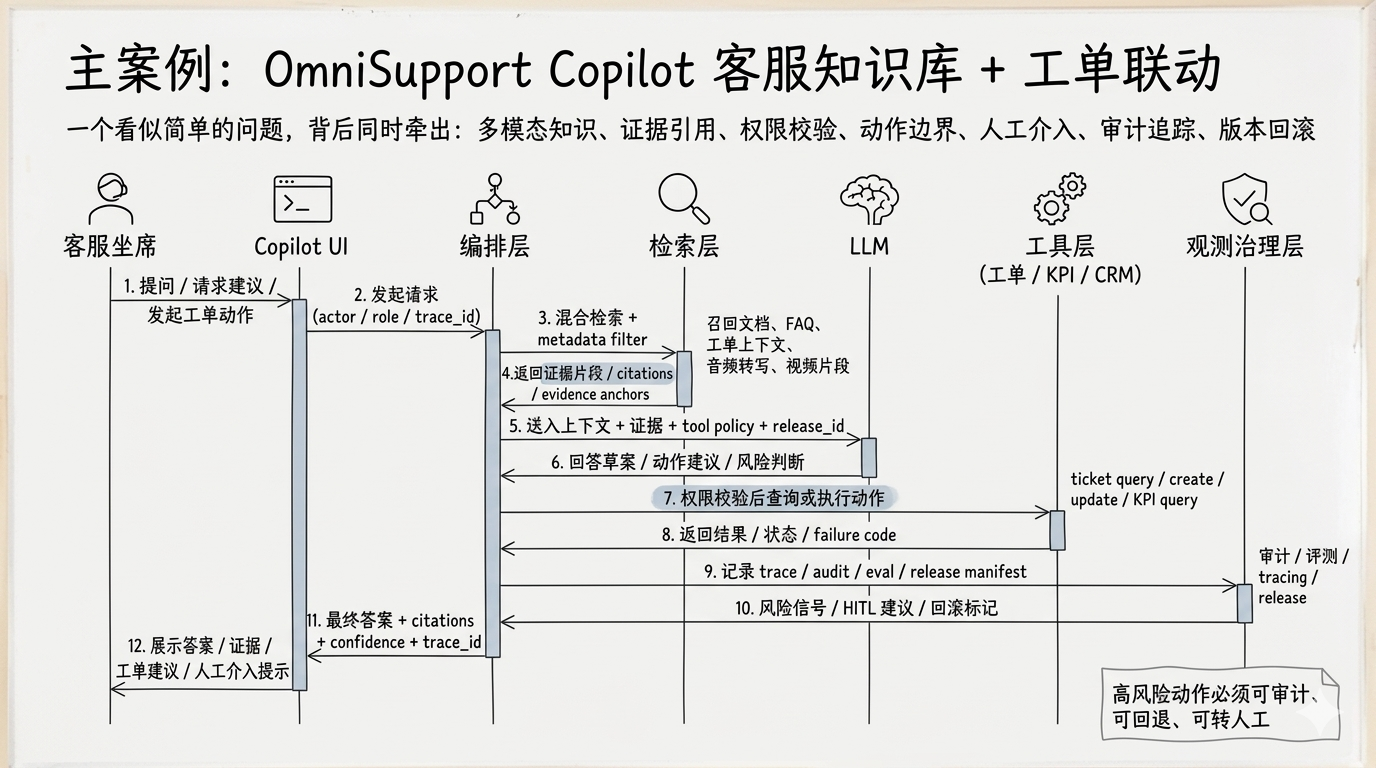 主案例：OmniSupport Copilot 客服知识库 + 工单联动
一个看似简单的问题，背后同时牵出：多模态知识、证据引用、权限校验、动作边界、人工介入、审计追踪、版本回滚
客服坐席
Copilot UI
编排层
检索层
LLM
工具层
(工单 / KPI / CRM)
观测治理层
1. 提问 / 请求建议 /
发起工单动作
2. 发起请求
(actor / role / trace_id)
3. 混合检索 +
metadata filter
召回文档、FAQ、
工单上下文、
音频转写、视频片段
4.返回证据片段 / citations
/ evidence anchors
5. 送入上下文 + 证据 + tool policy + release_id
6. 回答草案 / 动作建议 / 风险判断
7. 权限校验后查询或执行动作
ticket query / create /
update / KPI query
8. 返回结果 / 状态 / failure code
9. 记录 trace / audit / eval / release manifest
审计 / 评测 /
tracing /
release
10. 风险信号 / HITL 建议 / 回滚标记
11. 最终答案 + citations
+ confidence + trace_id
12. 展示答案 / 证据 /
工单建议 / 人工介入提示
高风险动作必须可审计、
可回退、可转人工